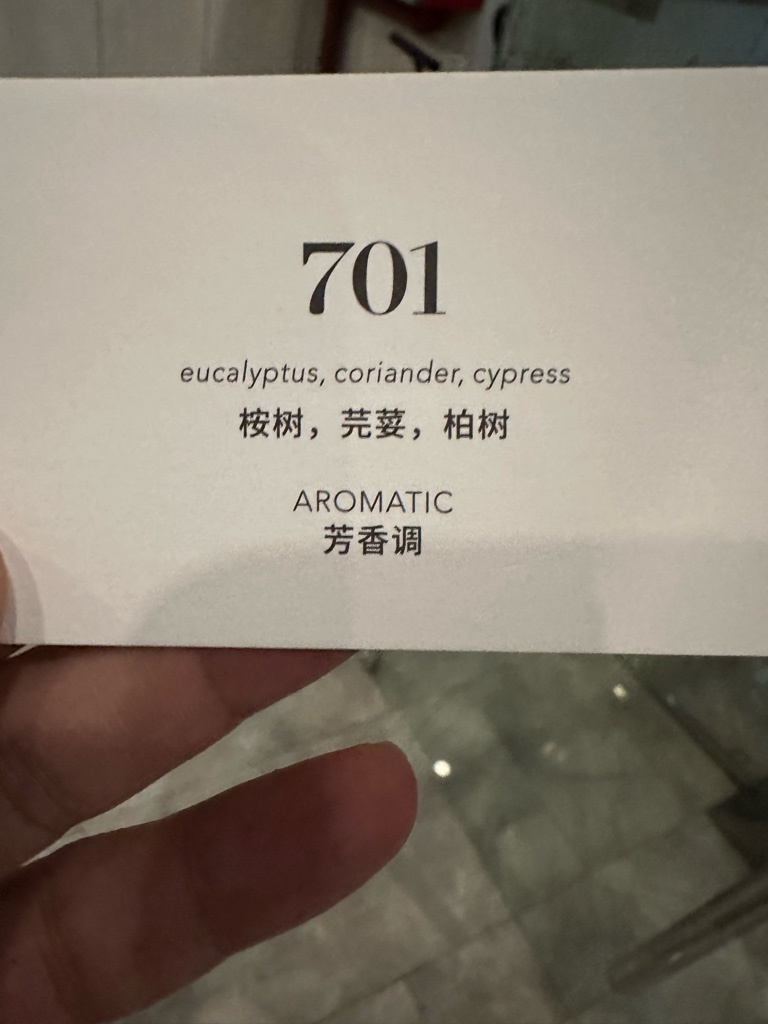 701
eucalyptus, coriander, cypress
桉树，芫荽，柏树
AROMATIC
芳香调